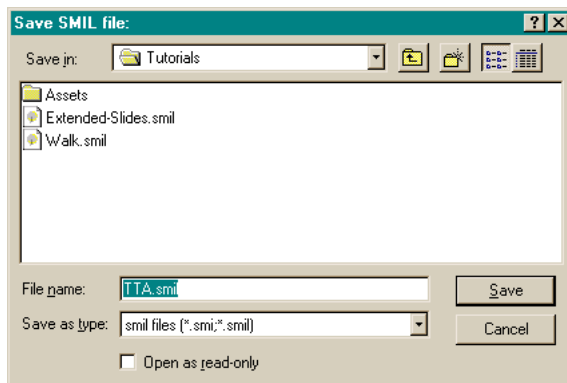 Save SMIL file:
Save in: Tutorials
Assets
Extended-Slides.smil
Walk.smil
File name: TTA.smil Save
Save as type: smil files (*.smi;*.smil) Cancel
Open as read-only